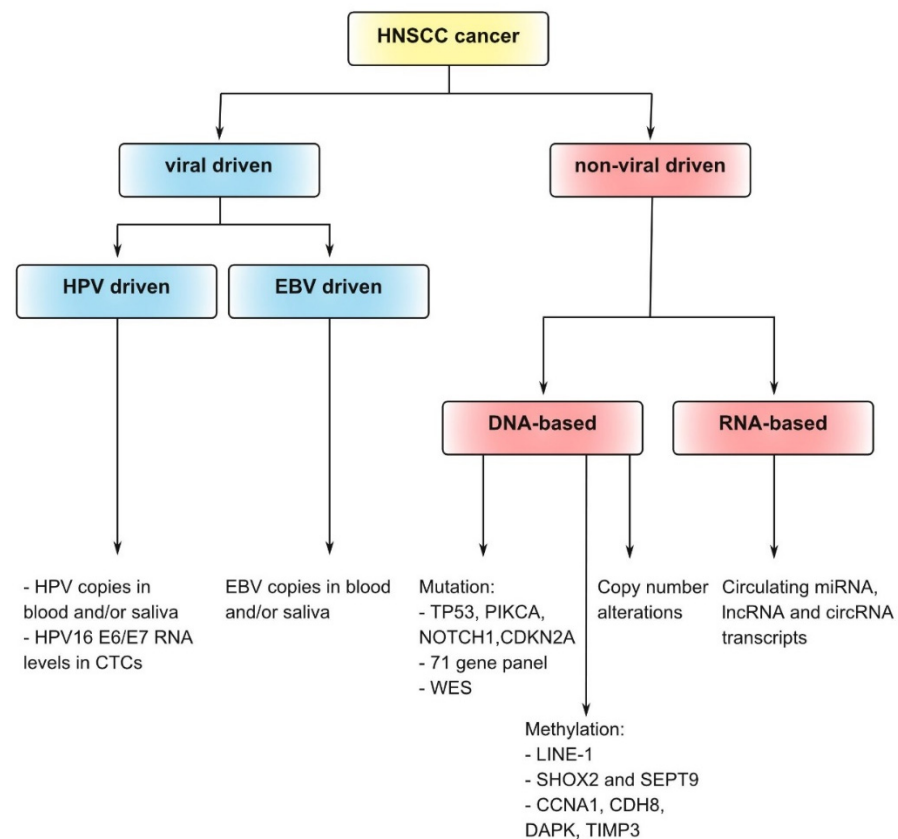 HNSCC cancer
viral driven
non-viral driven
HPV driven
EBV driven
DNA-based
RNA-based
- HPV copies in
blood and/or saliva
- HPV16 E6/E7 RNA
levels in CTCs
EBV copies in blood
and/or saliva
Mutation:
- TP53, PIKCA,
NOTCH1,CDKN2A
- 71 gene panel
- WES
Copy number
alterations
Circulating miRNA,
lncRNA and circRNA
transcripts
Methylation:
- LINE-1
- SHOX2 and SEPT9
- CCNA1, CDH8,
DAPK, TIMP3